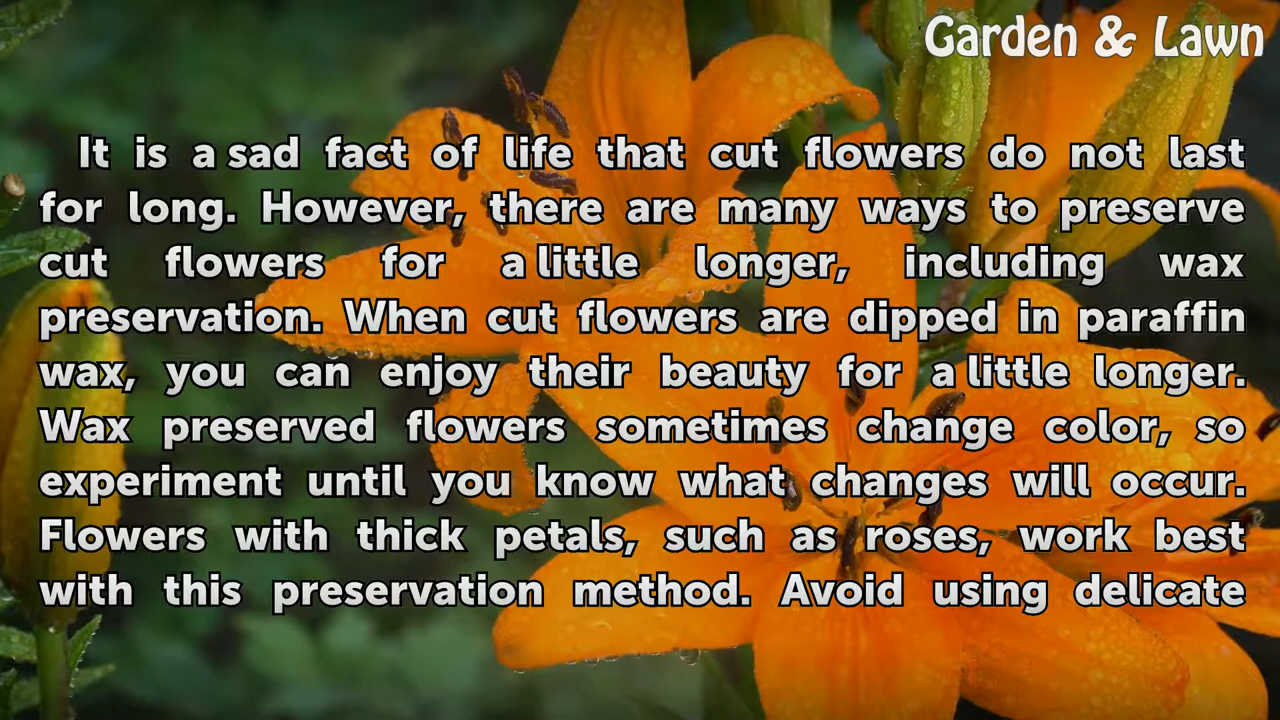 Garden & Lawn
It is a sad fact of life that cut flowers do not last
for long. However, there are many ways to preserve
cut flowers for a little longer, including wax
preservation. When cut flowers are dipped in paraffin
wax, you can enjoy their beauty for a little longer.
Wax preserved flowers sometimes change color, so
experiment until you know what changes will occur.
Flowers with thick petals, such as roses, work best
with this preservation method. Avoid using delicate